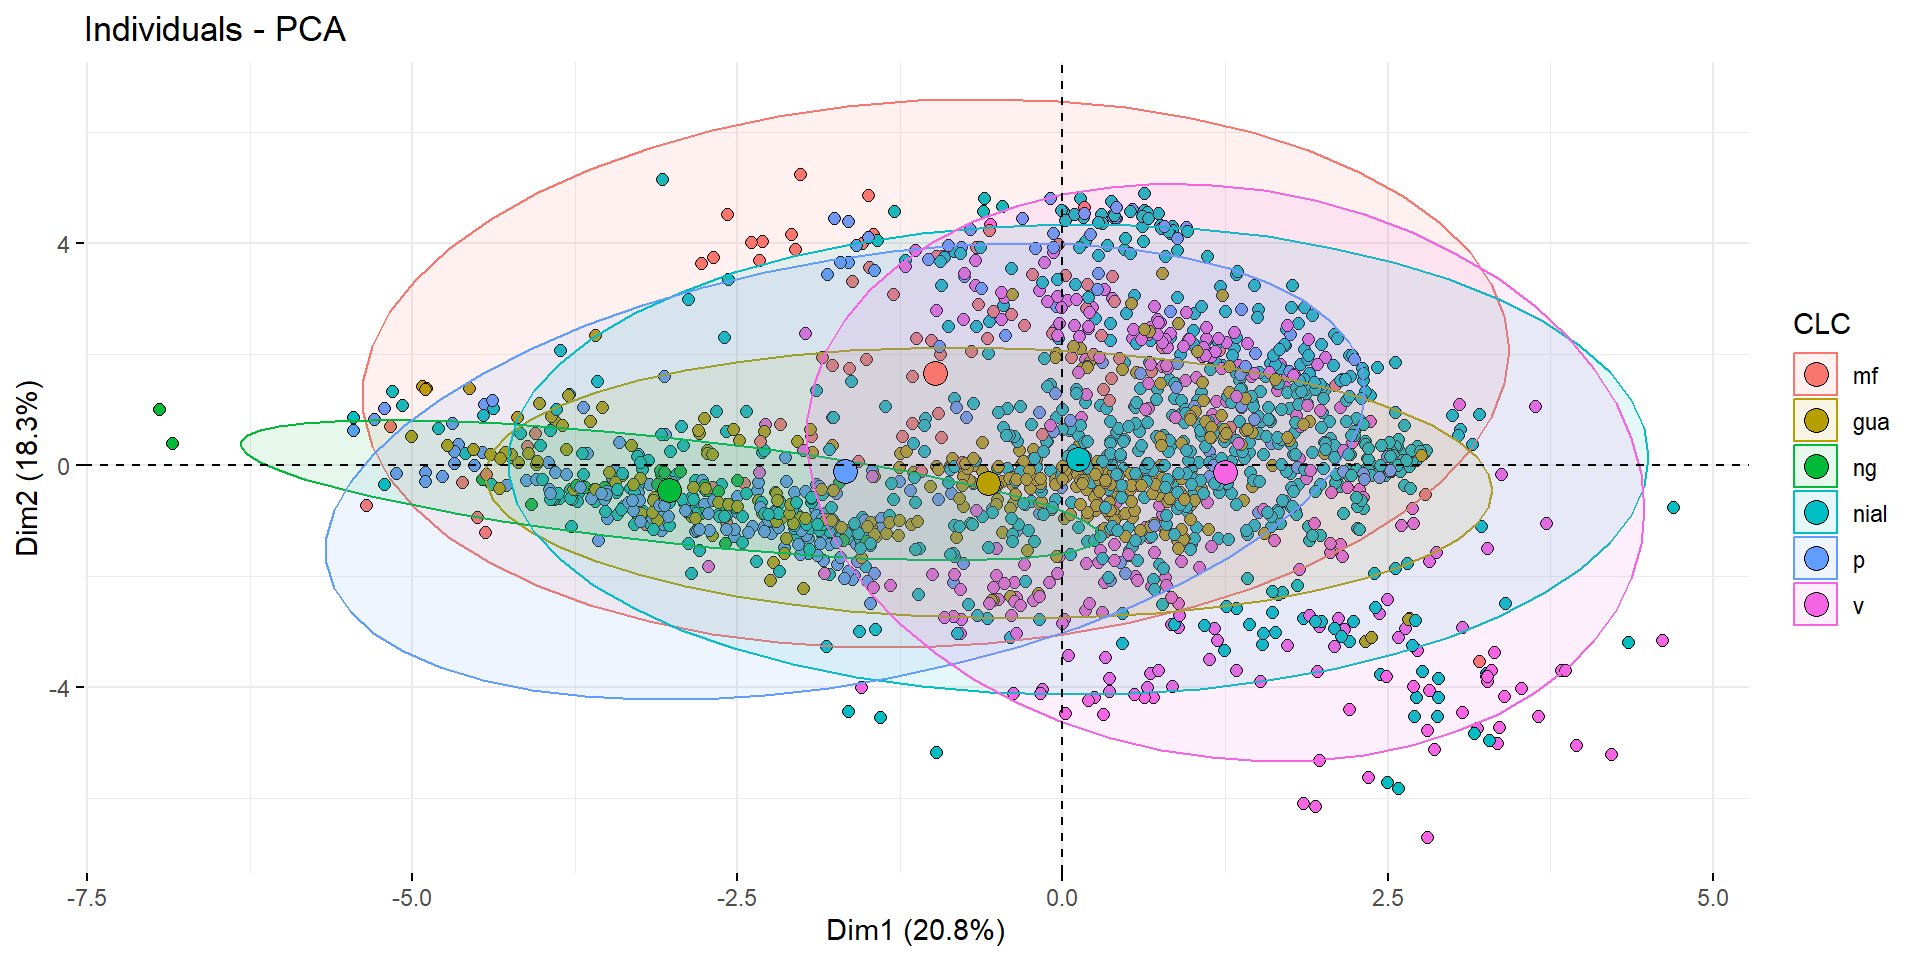 Individuals - PCA
4
0
-4
Dim2 (18.3%)
-7.5
-5.0
-2.5
0.0
2.5
5.0
Dim1 (20.8%)
CLC
mf
gua
ng
nial
p
v